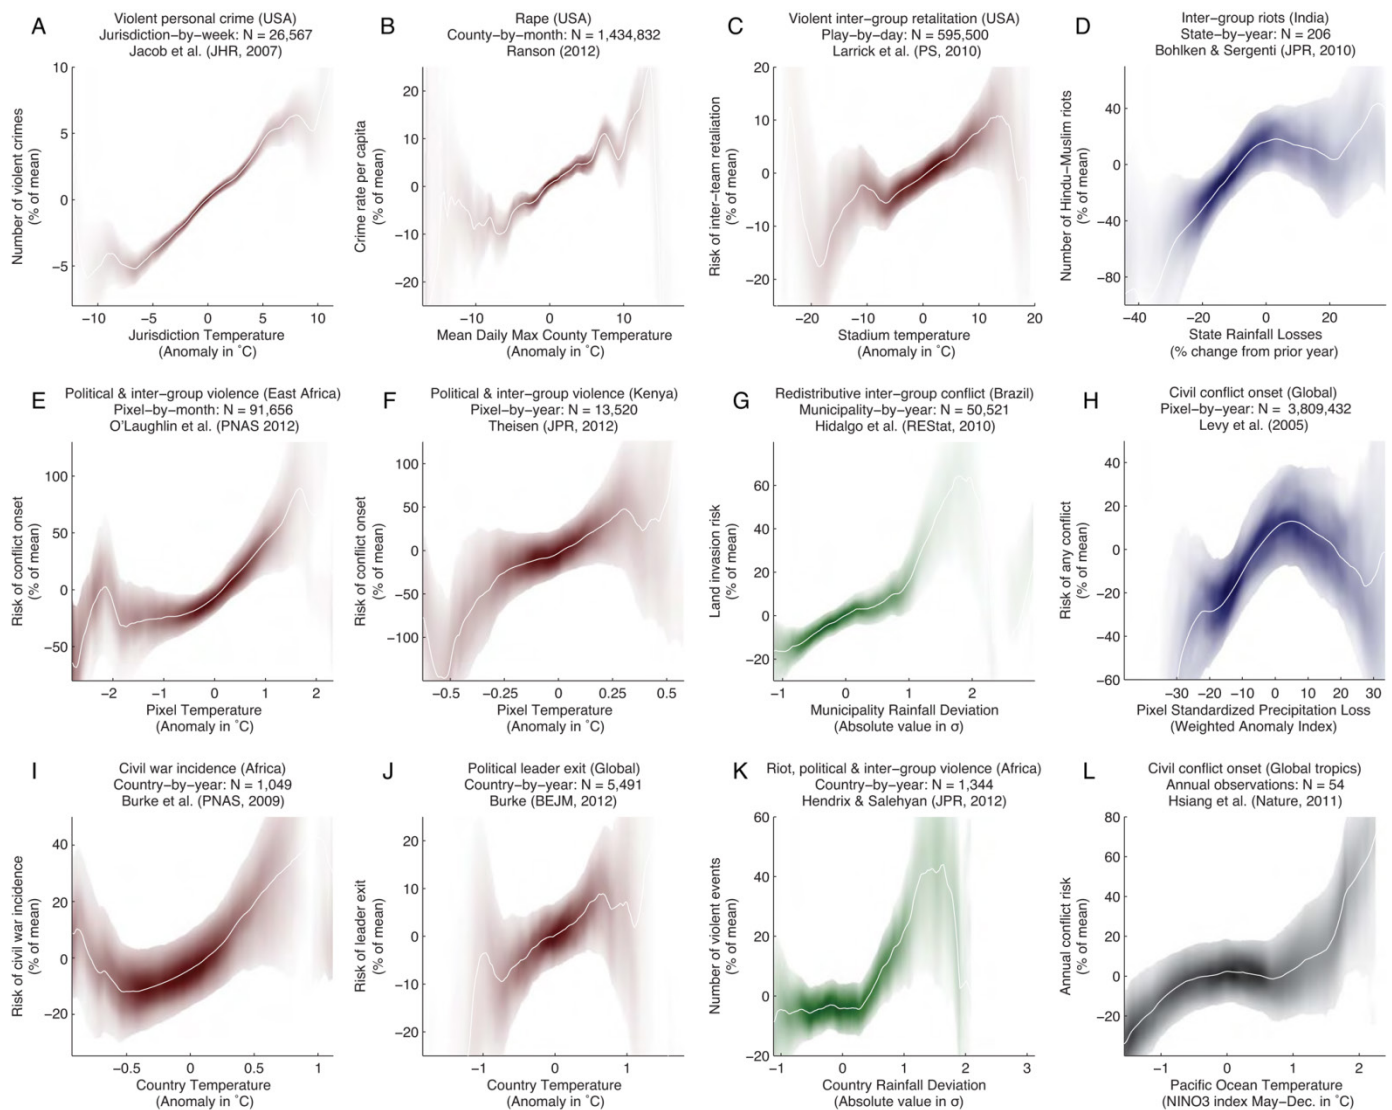 A
Violent personal crime (USA)
Jurisdiction-by-week: N = 26,567
Jacob et al. (JHR, 2007)
Number of violent crimes
(% of mean)
10
5
0
−5
−10 −5 0 5 10
Jurisdiction Temperature
(Anomaly in ˚C)
B
Rape (USA)
County-by-month: N = 1,434,832
Ranson (2012)
Crime rate per capita
(% of mean)
20
10
0
−10
−20
−10 0 10
Mean Daily Max County Temperature
(Anomaly in ˚C)
C
Violent inter-group retalitation (USA)
Play-by-day: N = 595,500
Larrick et al. (PS, 2010)
Risk of inter-team retaliation
(% of mean)
20
10
0
−10
−20
−20 −10 0 10 20
Stadium temperature
(Anomaly in ˚C)
D
Inter-group riots (India)
State-by-year: N = 206
Bohlken & Sergenti (JPR, 2010)
Number of Hindu-Muslim riots
(% of mean)
40
0
−40
−80
−40 −20 0 20
State Rainfall Losses
(% change from prior year)
E
Political & inter-group violence (East Africa)
Pixel-by-month: N = 91,656
O'Laughlin et al. (PNAS 2012)
Risk of conflict onset
(% of mean)
100
50
0
−50
−2 −1 0 1 2
Pixel Temperature
(Anomaly in ˚C)
F
Political & inter-group violence (Kenya)
Pixel-by-year: N = 13,520
Theisen (JPR, 2012)
Risk of conflict onset
(% of mean)
100
50
0
−50
−100
−0.5 −0.25 0 0.25 0.5
Pixel Temperature
(Anomaly in ˚C)
G
Redistributive inter-group conflict (Brazil)
Municipality-by-year: N = 50,521
Hidalgo et al. (REStat, 2010)
Land invasion risk
(% of mean)
60
40
20
0
−20
−1 0 1 2
Municipality Rainfall Deviation
(Absolute value in σ)
H
Civil conflict onset (Global)
Pixel-by-year: N = 3,809,432
Levy et al. (2005)
Risk of any conflict
(% of mean)
40
20
0
−20
−40
−60
−30 −20 −10 0 10 20 30
Pixel Standardized Precipitation Loss
(Weighted Anomaly Index)
I
Civil war incidence (Africa)
Country-by-year: N = 1,049
Burke et al. (PNAS, 2009)
Risk of civil war incidence
(% of mean)
40
20
0
−20
−0.5 0 0.5 1
Country Temperature
(Anomaly in ˚C)
J
Political leader exit (Global)
Country-by-year: N = 5,491
Burke (BEJM, 2012)
Risk of leader exit
(% of mean)
20
10
0
−10
−20
−1 0 1
Country Temperature
(Anomaly in ˚C)
K
Riot, political & inter-group violence (Africa)
Country-by-year: N = 1,344
Hendrix & Salehyan (JPR, 2012)
Number of violent events
(% of mean)
60
40
20
0
−20
−1 0 1 2 3
Country Rainfall Deviation
(Absolute value in σ)
L
Civil conflict onset (Global tropics)
Annual observations: N = 54
Hsiang et al. (Nature, 2011)
Annual conflict risk
(% of mean)
80
60
40
20
0
−20
−1 0 1 2
Pacific Ocean Temperature
(NINO3 index May-Dec. in ˚C)